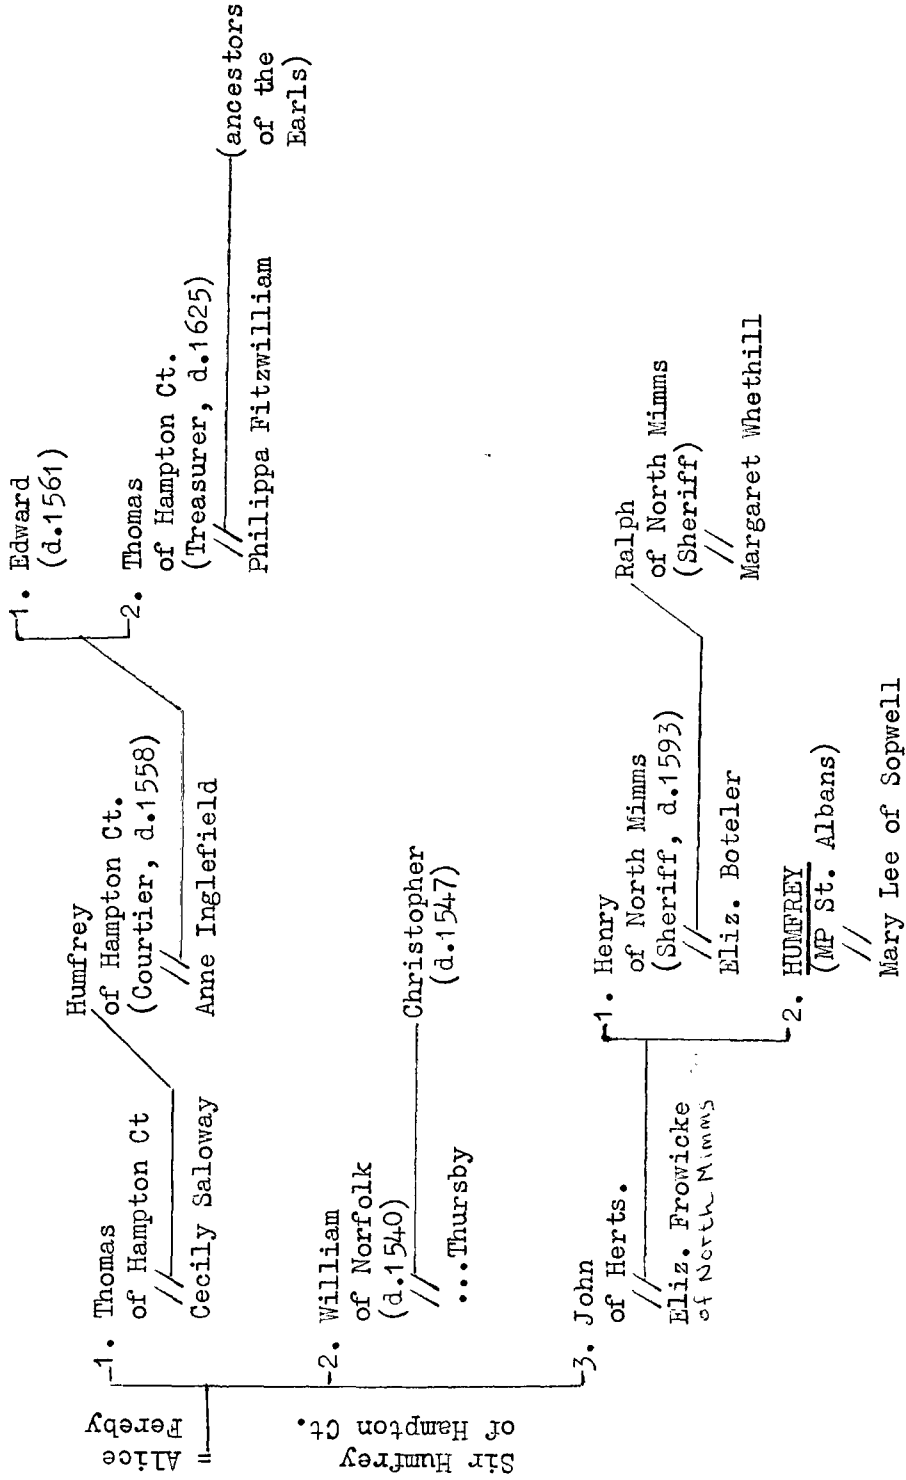 Sir Humfrey
of Hampton Ct.
= Alice
Fereby
1. Thomas
of Hampton Ct
// Cecily Saloway
Humfrey
of Hampton Ct.
(Courtier, d.1558)
// Anne Inglefield
1. Edward
(d.1561)
2. Thomas
of Hampton Ct.
(Treasurer, d.1625)
// Philippa Fitzwilliam
(ancestors
of the
Earls)
2. William
of Norfolk
(d.1540)
// ...Thursby
Christopher
(d.1547)
3. John
of Herts.
// Eliz. Frowicke
of North Mimms
1. Henry
of North Mimms
(Sheriff, d.1593)
// Eliz. Boteler
Ralph
of North Mimms
(Sheriff)
// Margaret Whethill
2. HUMFREY
(MP St. Albans)
// Mary Lee of Sopwell